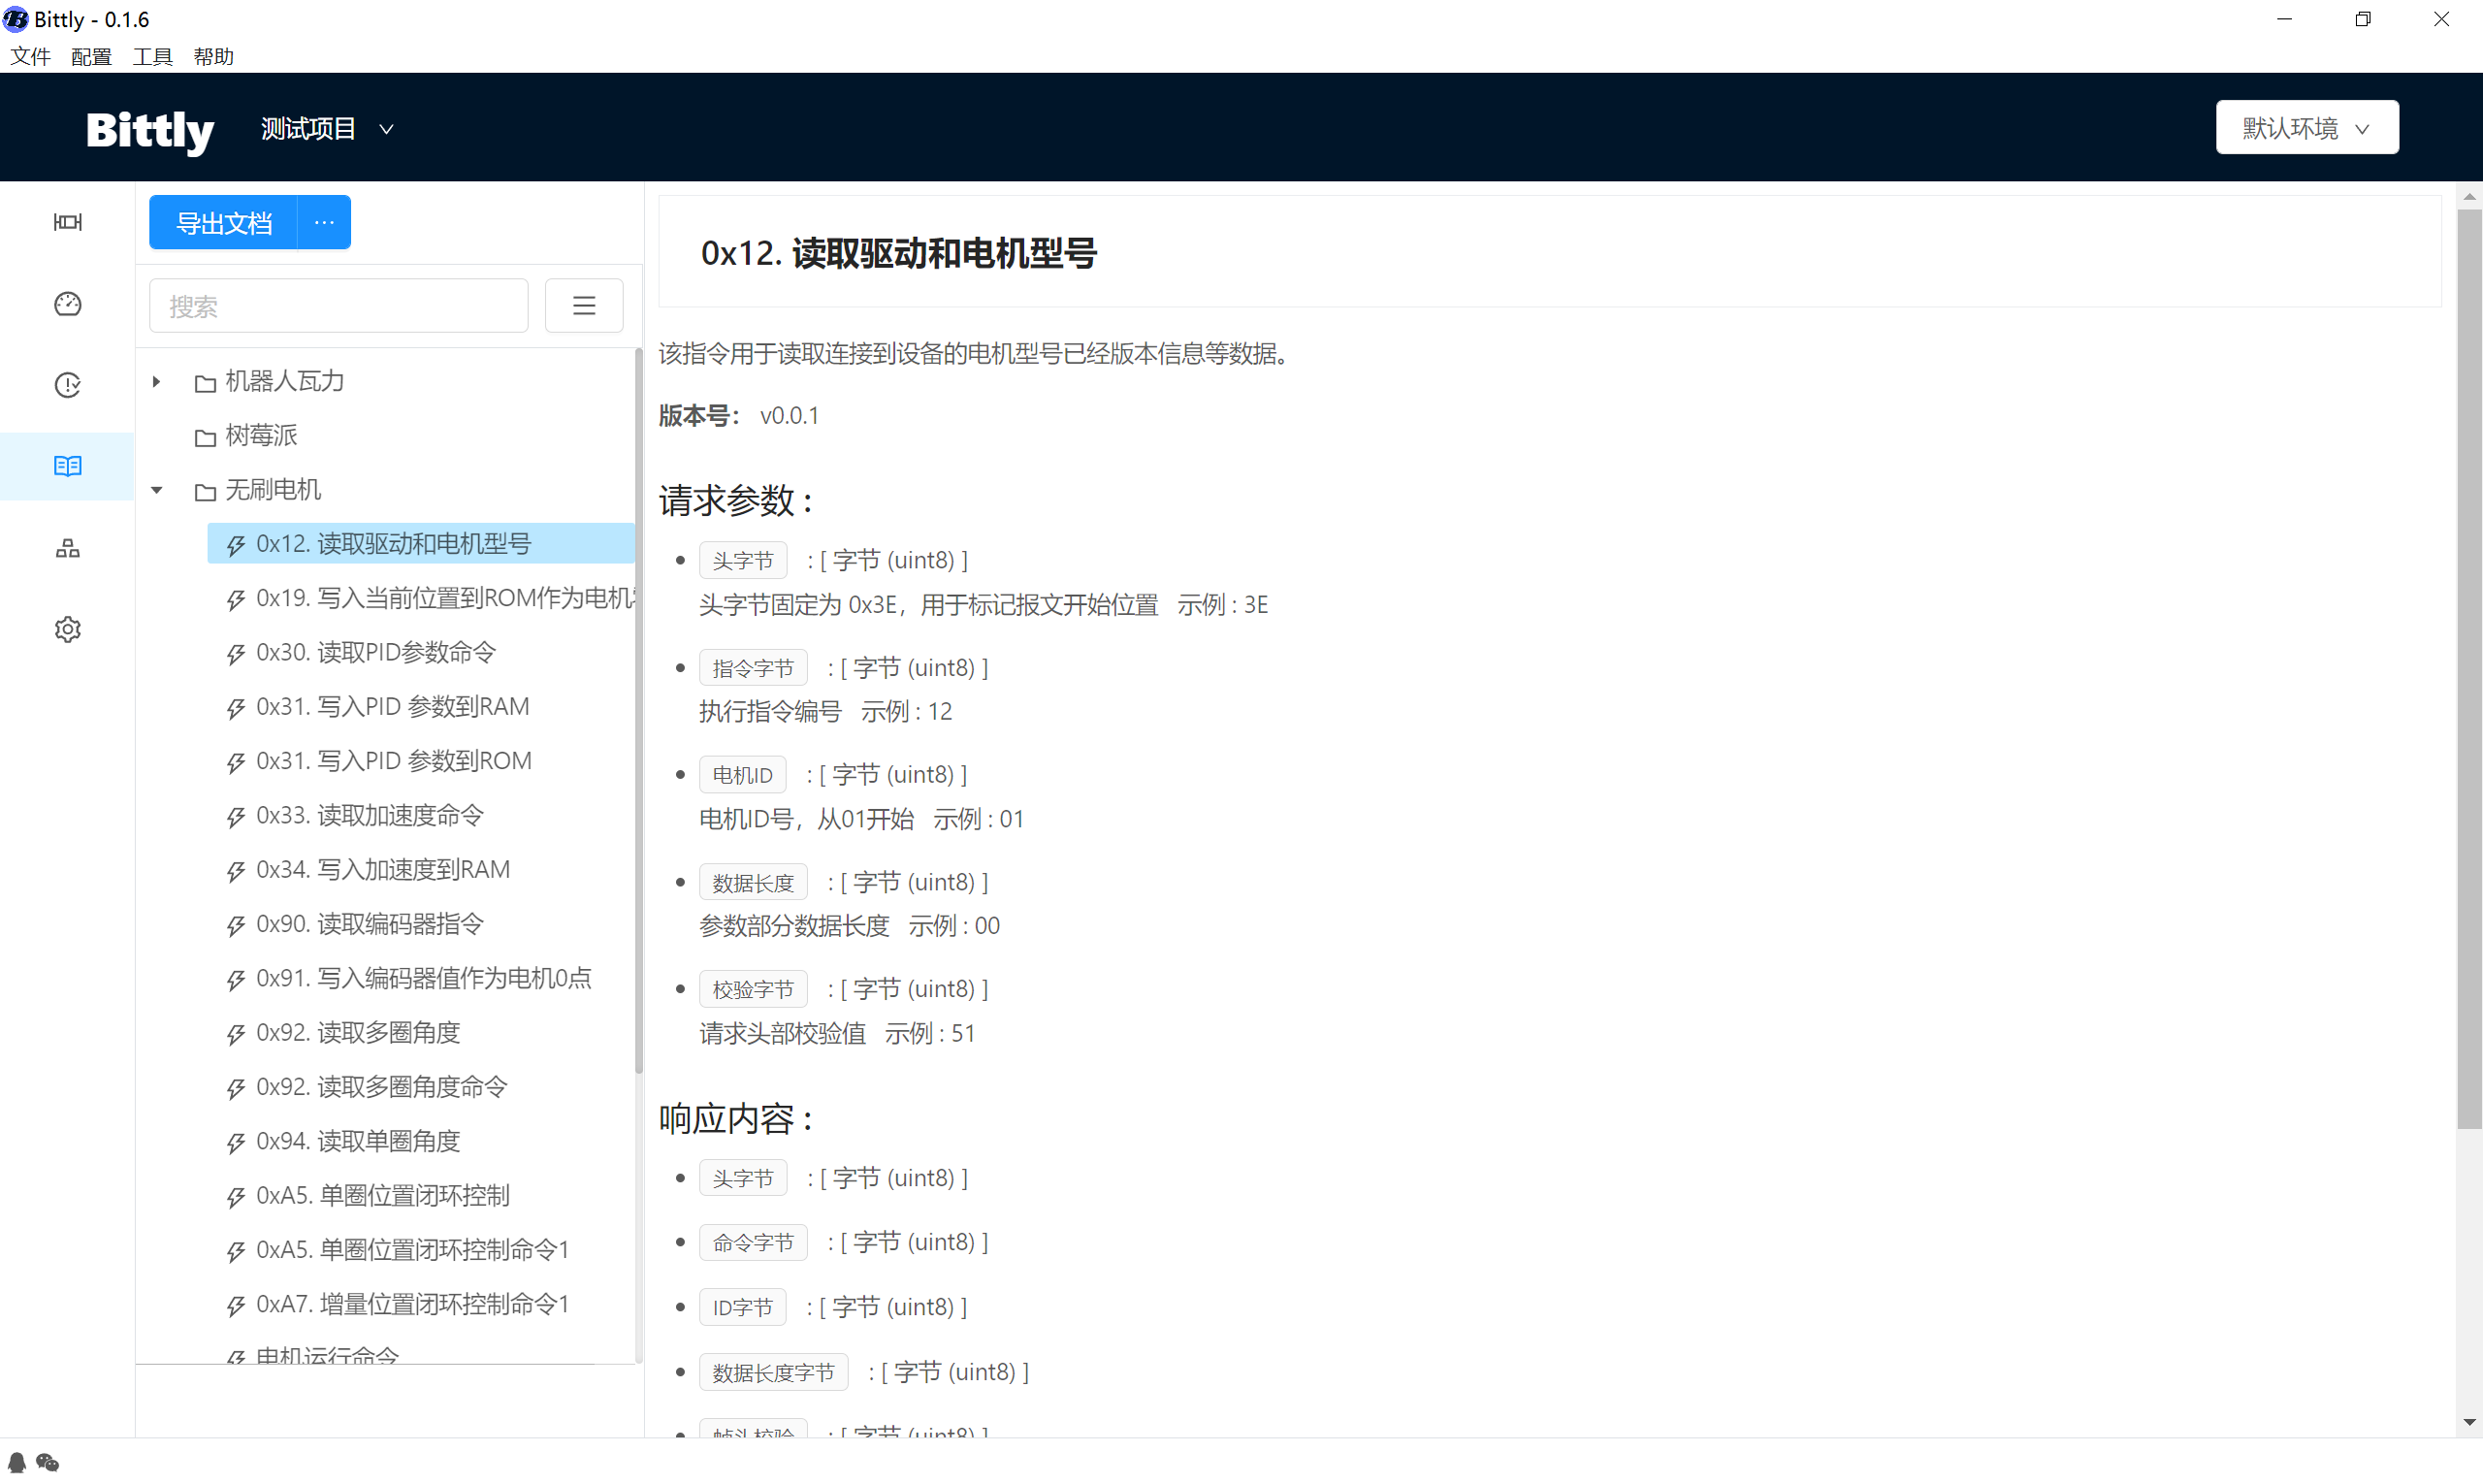 Bittly - 0.1.6
文件 配置 工具 帮助
Bittly 测试项目 默认环境
导出文档 ···
搜索
机器人瓦力
树莓派
无刷电机
0x12. 读取驱动和电机型号
0x19. 写入当前位置到ROM作为电机
0x30. 读取PID参数命令
0x31. 写入PID 参数到RAM
0x31. 写入PID 参数到ROM
0x33. 读取加速度命令
0x34. 写入加速度到RAM
0x90. 读取编码器指令
0x91. 写入编码器值作为电机0点
0x92. 读取多圈角度
0x92. 读取多圈角度命令
0x94. 读取单圈角度
0xA5. 单圈位置闭环控制
0xA5. 单圈位置闭环控制命令1
0xA7. 增量位置闭环控制命令1
电机运行命令
0x12. 读取驱动和电机型号
该指令用于读取连接到设备的电机型号已经版本信息等数据。
版本号： v0.0.1
请求参数 :
头字节 : [ 字节 (uint8) ]
头字节固定为 0x3E，用于标记报文开始位置 示例 : 3E
指令字节 : [ 字节 (uint8) ]
执行指令编号 示例 : 12
电机ID : [ 字节 (uint8) ]
电机ID号，从01开始 示例 : 01
数据长度 : [ 字节 (uint8) ]
参数部分数据长度 示例 : 00
校验字节 : [ 字节 (uint8) ]
请求头部校验值 示例 : 51
响应内容 :
头字节 : [ 字节 (uint8) ]
命令字节 : [ 字节 (uint8) ]
ID字节 : [ 字节 (uint8) ]
数据长度字节 : [ 字节 (uint8) ]
帧头校验 : [ 字节 (uint8) ]